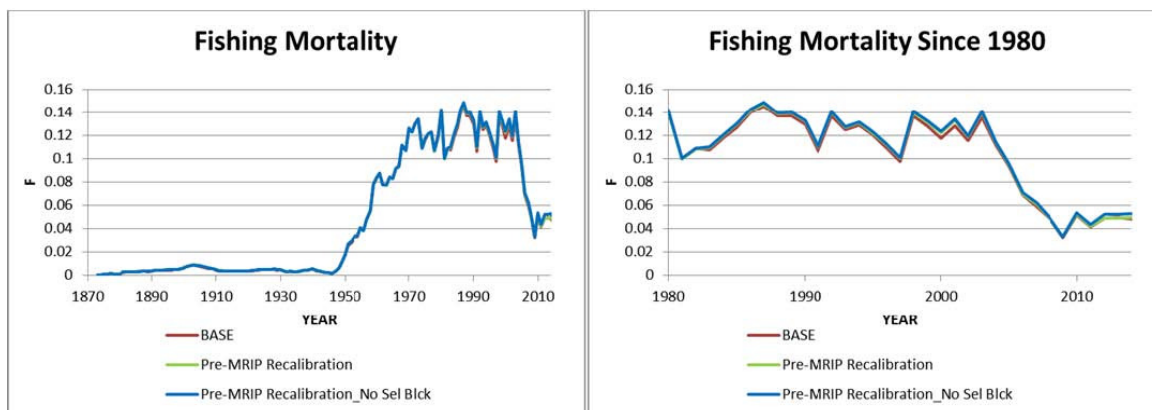 Fishing Mortality
0.16
0.14
0.12
0.1
0.08
0.06
0.04
0.02
0
F
1870 1890 1910 1930 1950 1970 1990 2010
YEAR
BASE
Pre-MRIP Recalibration
Pre-MRIP Recalibration_No Sel Blck
Fishing Mortality Since 1980
0.16
0.14
0.12
0.1
0.08
0.06
0.04
0.02
0
F
1980 1990 2000 2010
YEAR
BASE
Pre-MRIP Recalibration
Pre-MRIP Recalibration_No Sel Blck